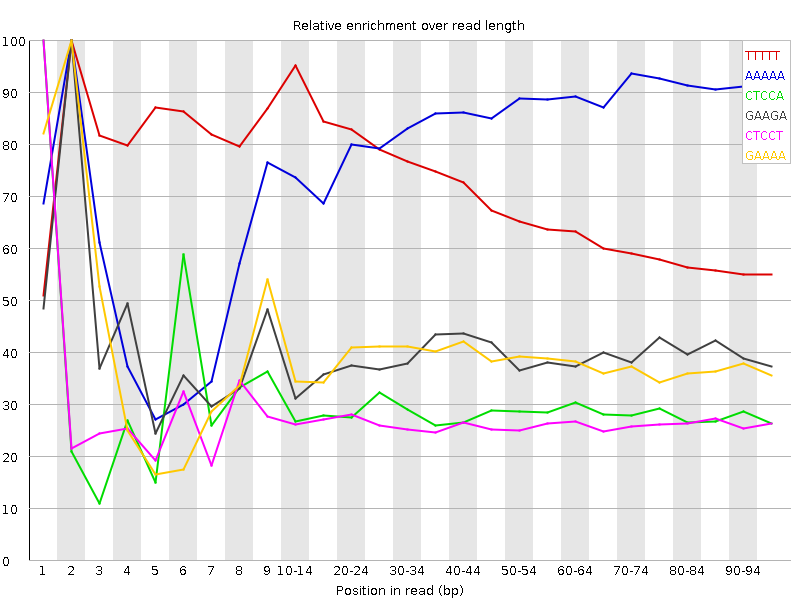 Relative enrichment over read length
100
90
80
70
60
50
40
30
20
10
0
TTTTT
AAAAA
CTCCA
GAAGA
CTCCT
GAAAA
1 2 3 4 5 6 7 8 9 10-14 20-24 30-34 40-44 50-54 60-64 70-74 80-84 90-94
Position in read (bp)